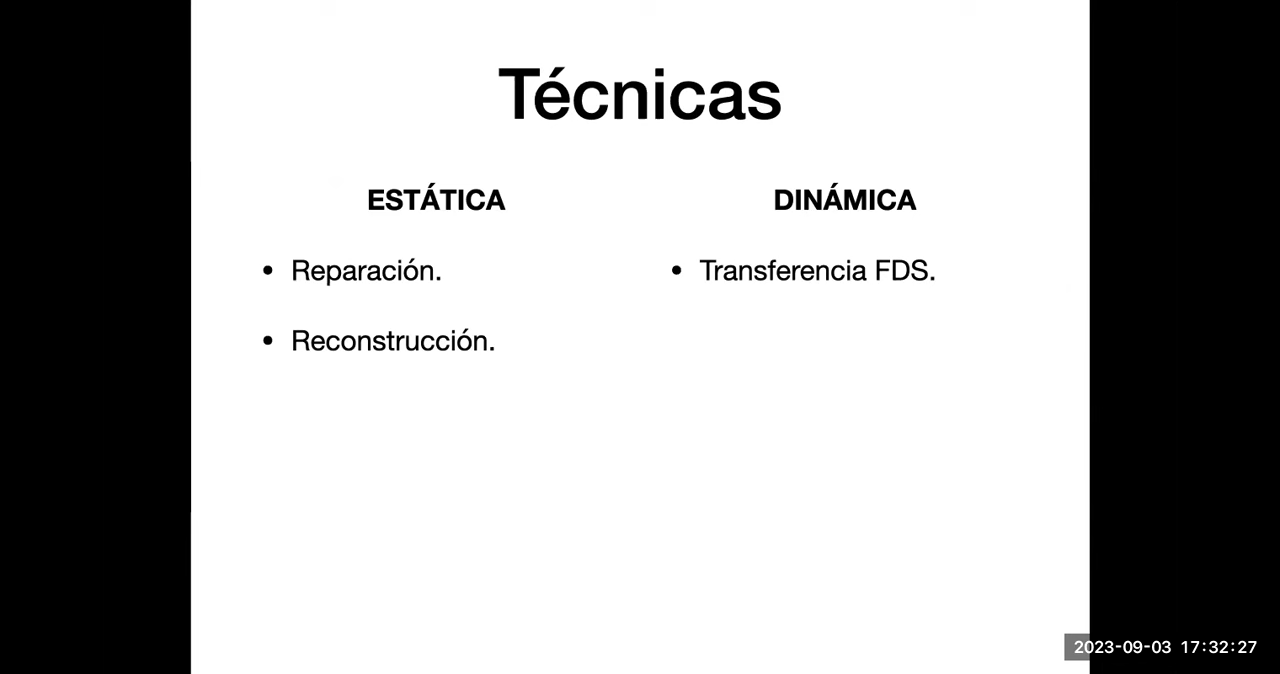 Técnicas
ESTÁTICA
• Reparación.
• Reconstrucción.
DINÁMICA
• Transferencia FDS.
2023-09-03 17:32:27